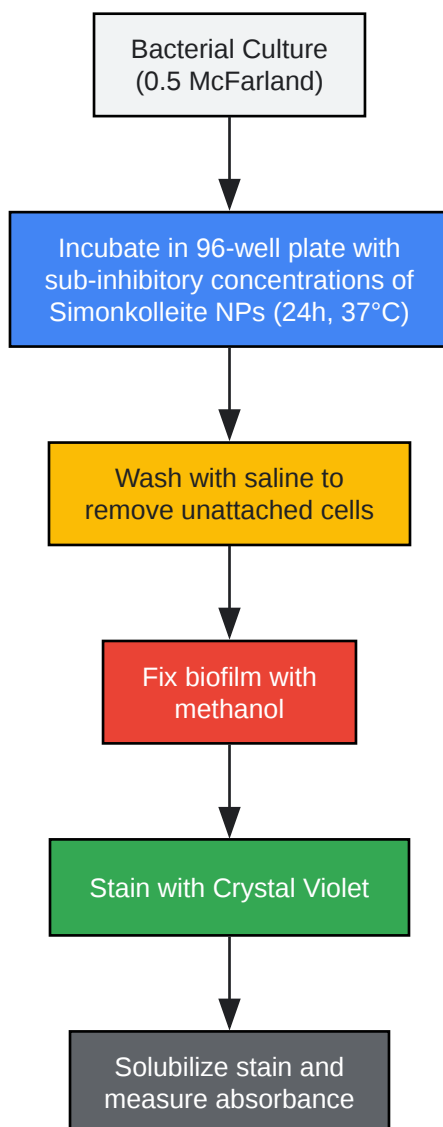 Bacterial Culture
(0.5 McFarland)
Incubate in 96-well plate with
sub-inhibitory concentrations of
Simonkolleite NPs (24h, 37°C)
Wash with saline to
remove unattached cells
Fix biofilm with
methanol
Stain with Crystal Violet
Solubilize stain and
measure absorbance